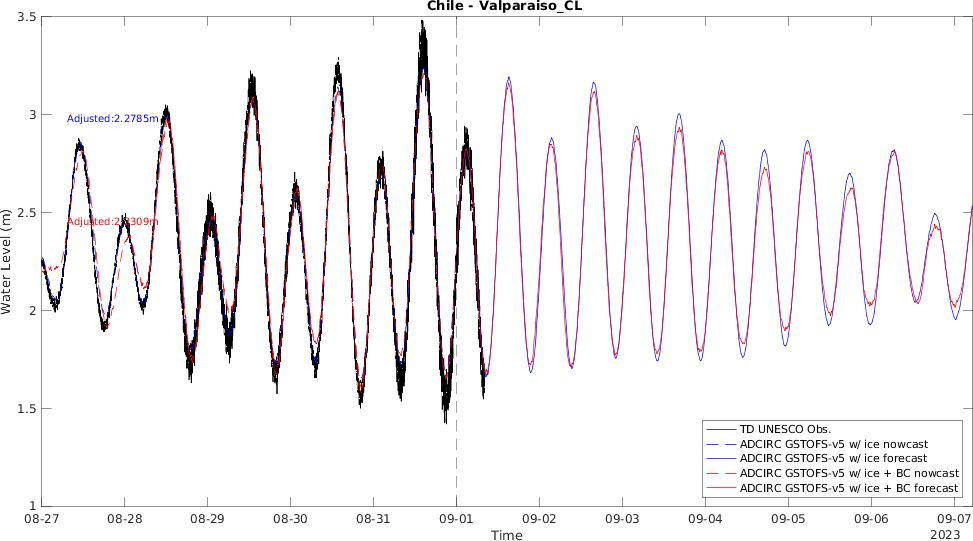 Chile - Valparaiso_CL
3.5
3
2.5
2
1.5
1
Water Level (m)
Adjusted:2.2785m
Adjusted:2.2309m
TD UNESCO Obs.
ADCIRC GSTOFS-v5 w/ ice nowcast
ADCIRC GSTOFS-v5 w/ ice forecast
ADCIRC GSTOFS-v5 w/ ice + BC nowcast
ADCIRC GSTOFS-v5 w/ ice + BC forecast
08-27 08-28 08-29 08-30 08-31 09-01 09-02 09-03 09-04 09-05 09-06 09-07
2023
Time